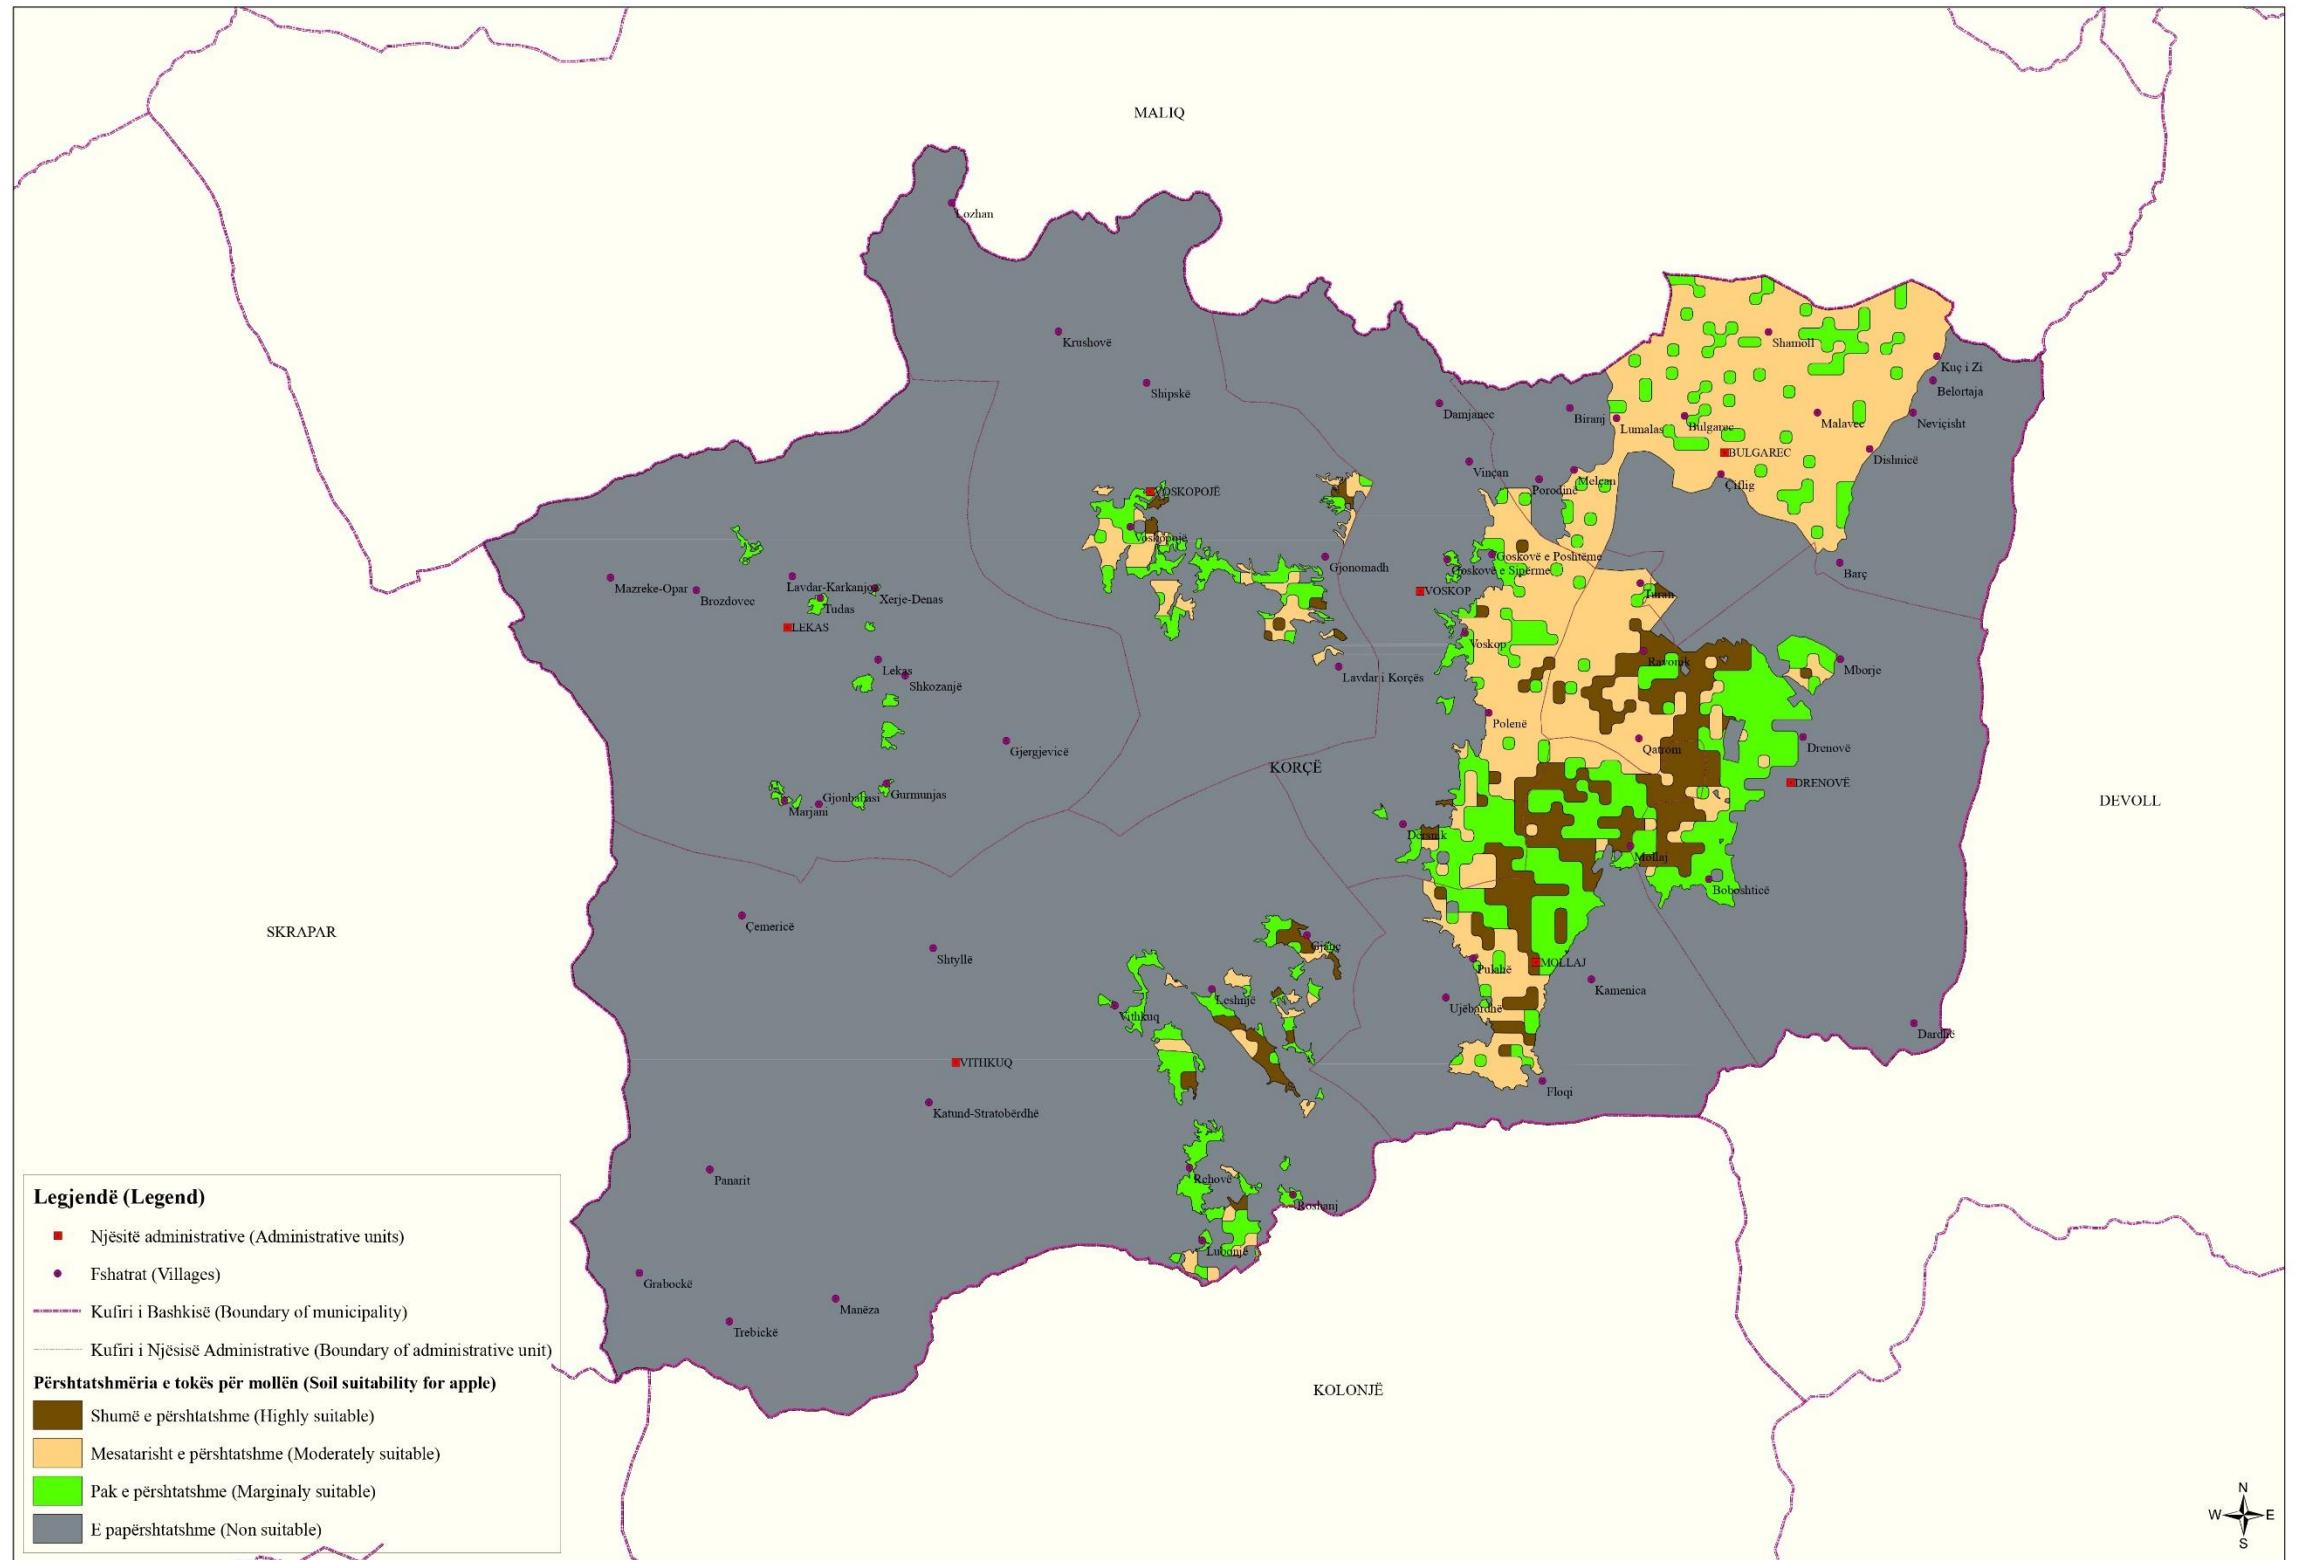 MALIQ
Lozhan
Krushovë
Shamoll
Kuç i Zi
Shipskë
Belortaja
Damjanec
Biranj
Lumalas
Bulgarec
Malavec
Neviçisht
BULGAREC
Dishnicë
Vinçan
Porodinë
Melçan
Çiflig
VOSKOPOJË
Voskopojë
Goskovë e Poshtëme
Gjonomadh
Goskovë e Sipërme
Barç
Mazreke-Opar
Lavdar-Karkanjoz
Brozdovec
Xerje-Denas
VOSKOP
Turan
Tudas
LEKAS
Voskop
Ravonik
Lekas
Mborje
Shkozanjë
Lavdar i Korçës
Polenë
Gjergjevicë
Qatrom
Drenovë
KORÇË
DRENOVË
Gjonbabasi
Gurmunjas
Marjani
DEVOLL
Dërsnik
Mollaj
Boboshticë
SKRAPAR
Çemericë
Gjanç
Shtyllë
MOLLAJ
Pulahë
Kamenica
Leshnjë
Ujëbardhë
Vithkuq
Dardhë
VITHKUQ
Floqi
Katund-Stratobërdhë
Panarit
Rehovë
Roshanj
Lubonjë
Grabockë
Manëza
Trebickë
KOLONJË
Legjendë (Legend)
Njësitë administrative (Administrative units)
Fshatrat (Villages)
Kufiri i Bashkisë (Boundary of municipality)
Kufiri i Njësisë Administrative (Boundary of administrative unit)
Përshtatshmëria e tokës për mollën (Soil suitability for apple)
Shumë e përshtatshme (Highly suitable)
Mesatarisht e përshtatshme (Moderately suitable)
Pak e përshtatshme (Marginaly suitable)
E papërshtatshme (Non suitable)
N
W E
S